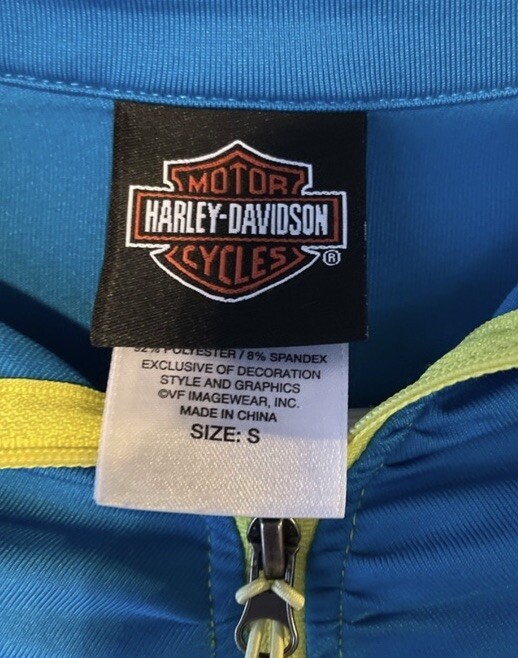 MOTOR
HARLEY-DAVIDSON
CYCLES
®
92% POLYESTER / 8% SPANDEX
EXCLUSIVE OF DECORATION
STYLE AND GRAPHICS
©VF IMAGEWEAR, INC.
MADE IN CHINA
SIZE: S